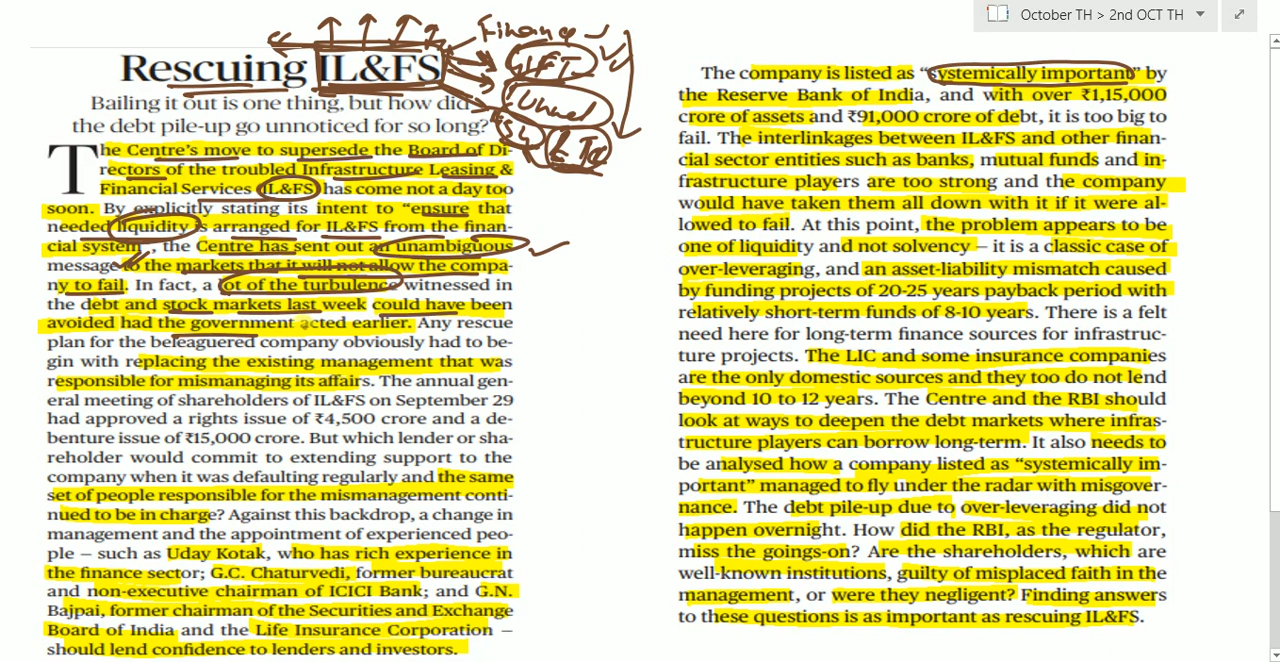 October TH > 2nd OCT TH
Finance
GIFT
Tunnel
Rescuing IL&FS
Bailing it out is one thing, but how did
the debt pile-up go unnoticed for so long?
The Centre's move to supersede the Board of Di-
rectors of the troubled Infrastructure Leasing &
Financial Services (IL&FS) has come not a day too
soon. By explicitly stating its intent to “ensure that
needed liquidity is arranged for IL&FS from the finan-
cial system”, the Centre has sent out an unambiguous
message to the markets that it will not allow the compa-
ny to fail. In fact, a lot of the turbulence witnessed in
the debt and stock markets last week could have been
avoided had the government acted earlier. Any rescue
plan for the beleaguered company obviously had to be-
gin with replacing the existing management that was
responsible for mismanaging its affairs. The annual gen-
eral meeting of shareholders of IL&FS on September 29
had approved a rights issue of ₹4,500 crore and a de-
benture issue of ₹15,000 crore. But which lender or sha-
reholder would commit to extending support to the
company when it was defaulting regularly and the same
set of people responsible for the mismanagement conti-
nued to be in charge? Against this backdrop, a change in
management and the appointment of experienced peo-
ple — such as Uday Kotak, who has rich experience in
the finance sector; G.C. Chaturvedi, former bureaucrat
and non-executive chairman of ICICI Bank; and G.N.
Bajpai, former chairman of the Securities and Exchange
Board of India and the Life Insurance Corporation —
should lend confidence to lenders and investors.
The company is listed as “systemically important” by
the Reserve Bank of India, and with over ₹1,15,000
crore of assets and ₹91,000 crore of debt, it is too big to
fail. The interlinkages between IL&FS and other finan-
cial sector entities such as banks, mutual funds and in-
frastructure players are too strong and the company
would have taken them all down with it if it were al-
lowed to fail. At this point, the problem appears to be
one of liquidity and not solvency — it is a classic case of
over-leveraging, and an asset-liability mismatch caused
by funding projects of 20-25 years payback period with
relatively short-term funds of 8-10 years. There is a felt
need here for long-term finance sources for infrastruc-
ture projects. The LIC and some insurance companies
are the only domestic sources and they too do not lend
beyond 10 to 12 years. The Centre and the RBI should
look at ways to deepen the debt markets where infras-
tructure players can borrow long-term. It also needs to
be analysed how a company listed as “systemically im-
portant” managed to fly under the radar with misgover-
nance. The debt pile-up due to over-leveraging did not
happen overnight. How did the RBI, as the regulator,
miss the goings-on? Are the shareholders, which are
well-known institutions, guilty of misplaced faith in the
management, or were they negligent? Finding answers
to these questions is as important as rescuing IL&FS.